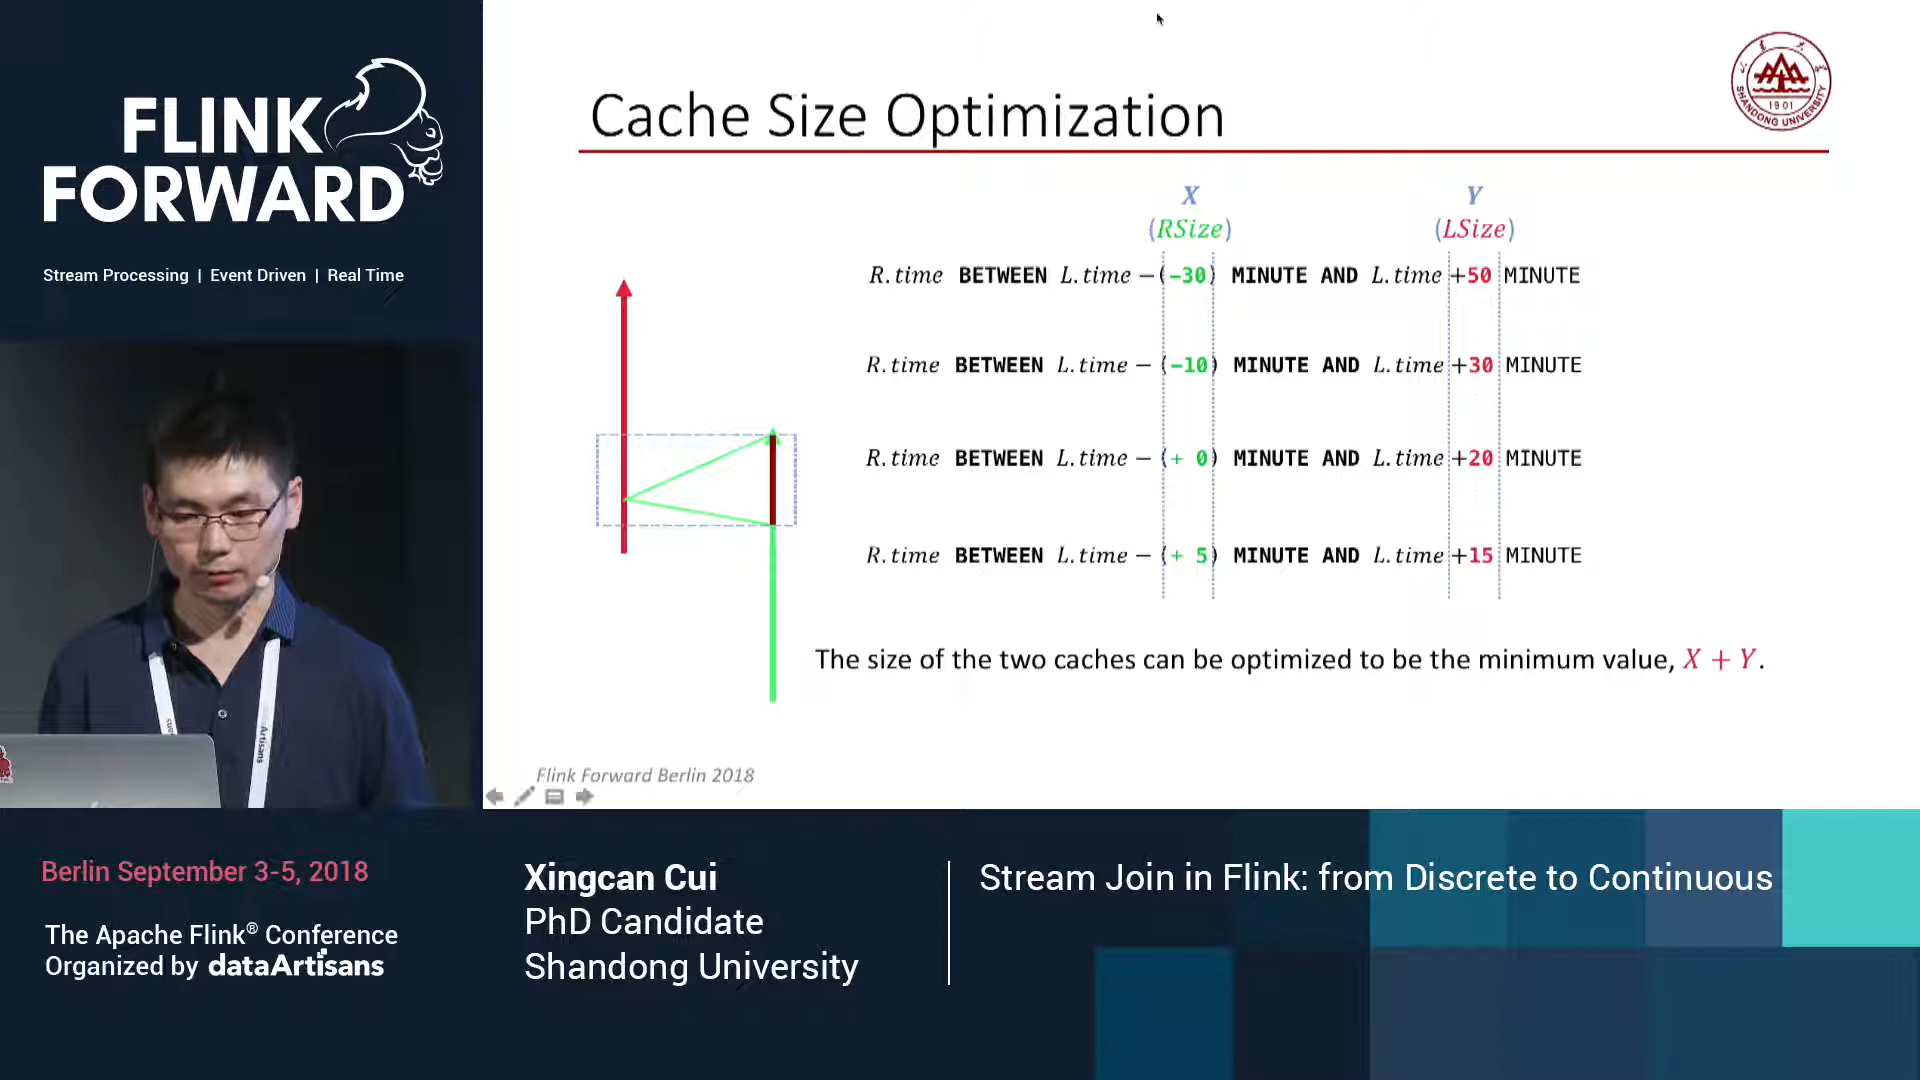 FLINK
FORWARD
Stream Processing | Event Driven | Real Time
Cache Size Optimization
SHANDONG UNIVERSITY
1901
X
Y
(RSize)
(LSize)
R.time BETWEEN L.time −(−30) MINUTE AND L.time +50 MINUTE
R.time BETWEEN L.time − (−10) MINUTE AND L.time +30 MINUTE
R.time BETWEEN L.time − (+ 0) MINUTE AND L.time +20 MINUTE
R.time BETWEEN L.time − (+ 5) MINUTE AND L.time +15 MINUTE
The size of the two caches can be optimized to be the minimum value, X + Y.
Flink Forward Berlin 2018
Artisans
Berlin September 3-5, 2018
The Apache Flink® Conference
Organized by dataArtisans
Xingcan Cui
PhD Candidate
Shandong University
Stream Join in Flink: from Discrete to Continuous